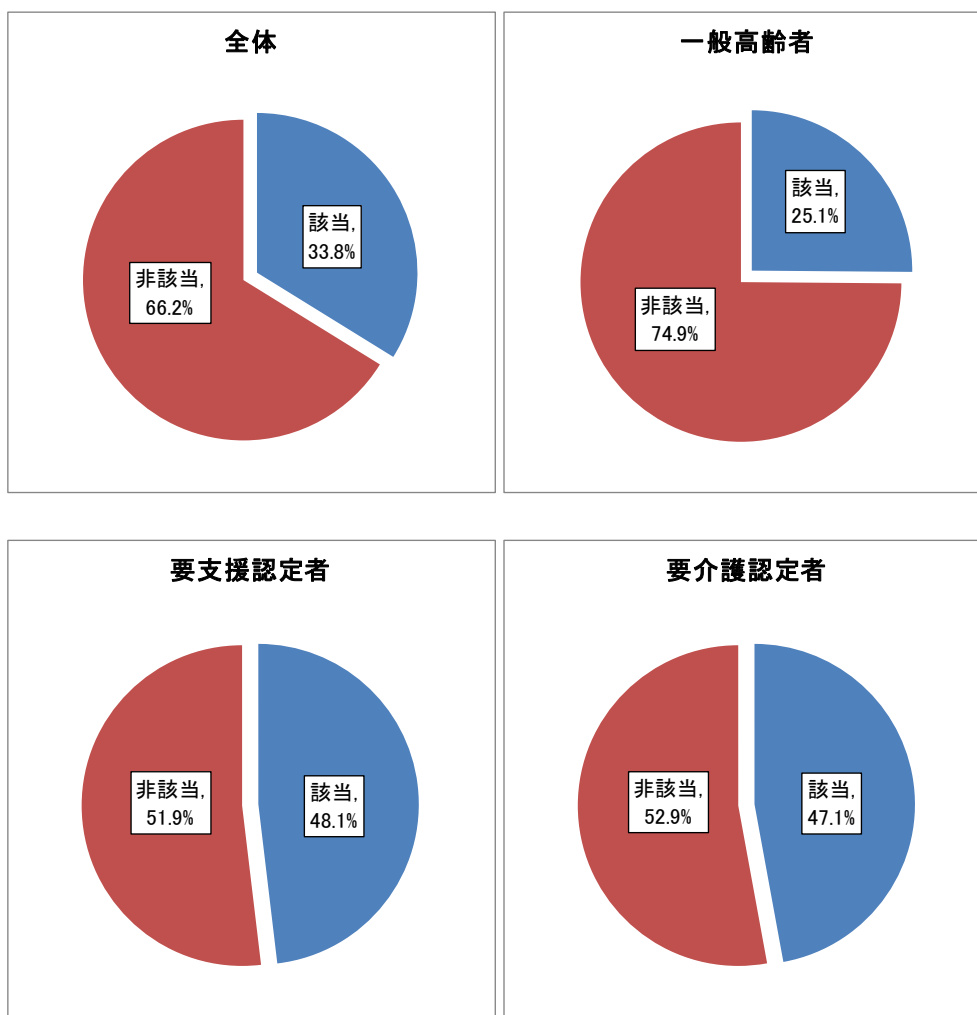 全体
該当,
33.8%
非該当,
66.2%
一般高齢者
該当,
25.1%
非該当,
74.9%
要支援認定者
非該当,
51.9%
該当,
48.1%
要介護認定者
非該当,
52.9%
該当,
47.1%